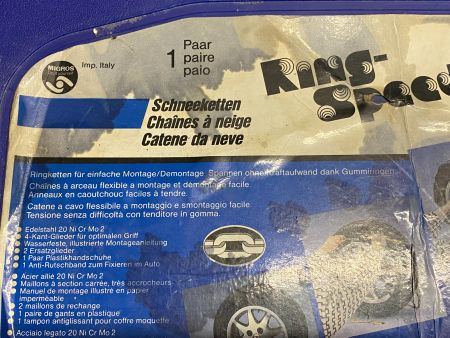 MIGROS
Imp. Italy
1 Paar
paire
paio
Ring-
Schneeketten
Chaînes à neige
Catene da neve
Ringketten für einfache Montage/Demontage. Spannen ohne Kraftaufwand dank Gummiringen.
Chaînes à arceau flexible a montage et démontage facile.
Anneaux en caoutchouc faciles à tendre.
Catene a cavo flessibile a montaggio e smontaggio facile
Tensione senza difficoltà con tenditore in gomma.
Edelstahl 20 Ni Cr Mo 2
4-Kant-Glieder für optimalen Griff
Wasserfeste, illustrierte Montageanleitung
2 Ersatzglieder
1 Paar Plastikhandschuhe
1 Anti-Rutschband zum Fixieren im Auto
Acier allié 20 Ni Cr Mo 2
Maillons à section carrée, très accrocheurs
Manuel de montage illustré en papier
imperméable
2 maillons de rechange
1 paire de gants en plastique
1 tampon antiglissant pour coffre moquette
Acciaio legato 20 Ni Cr Mo 2